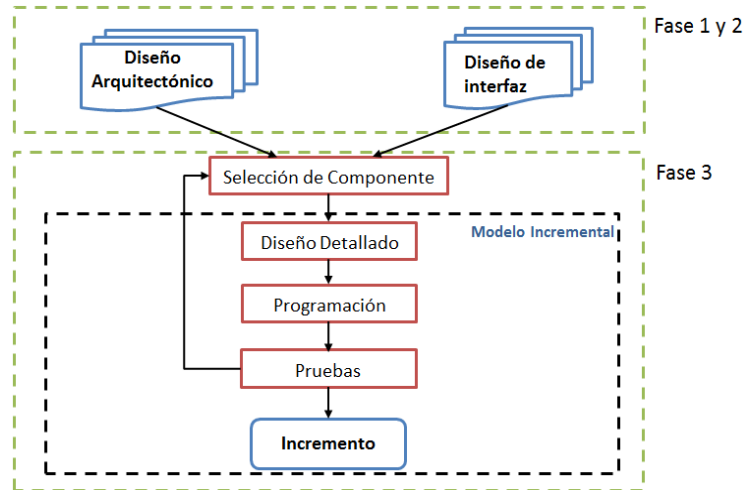 Fase 1 y 2
Diseño
Arquitectónico
Diseño de
interfaz
Fase 3
Selección de Componente
Modelo Incremental
Diseño Detallado
Programación
Pruebas
Incremento